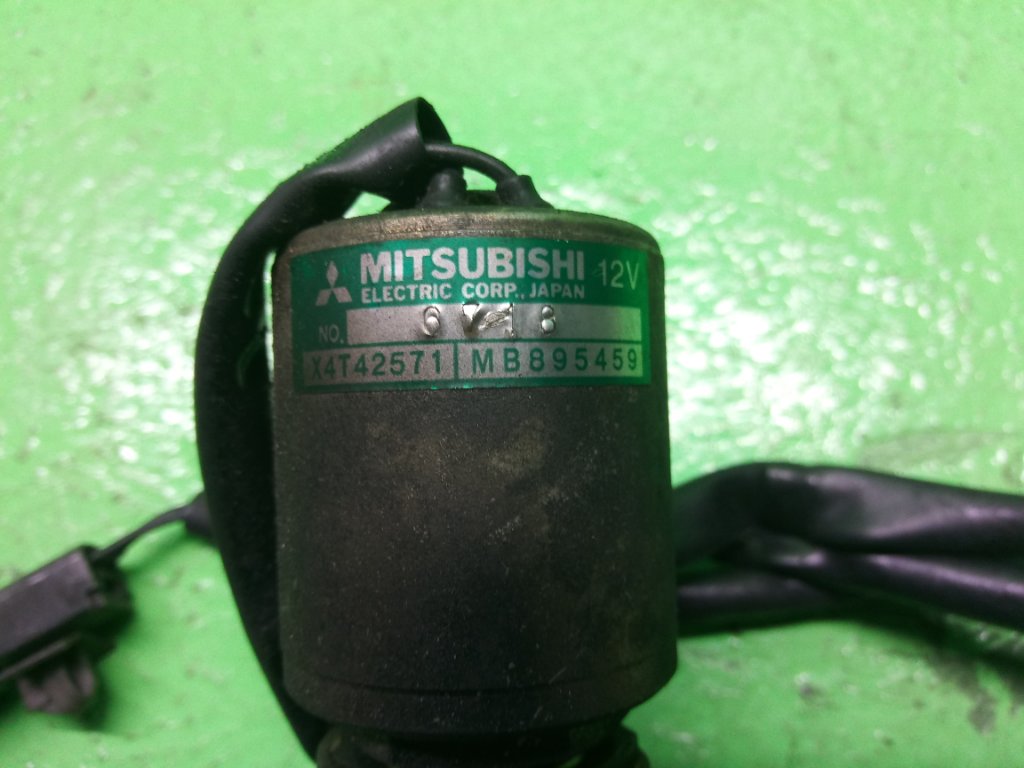 MITSUBISHI 12V
ELECTRIC CORP., JAPAN
NO.
X4T42571 MB895459